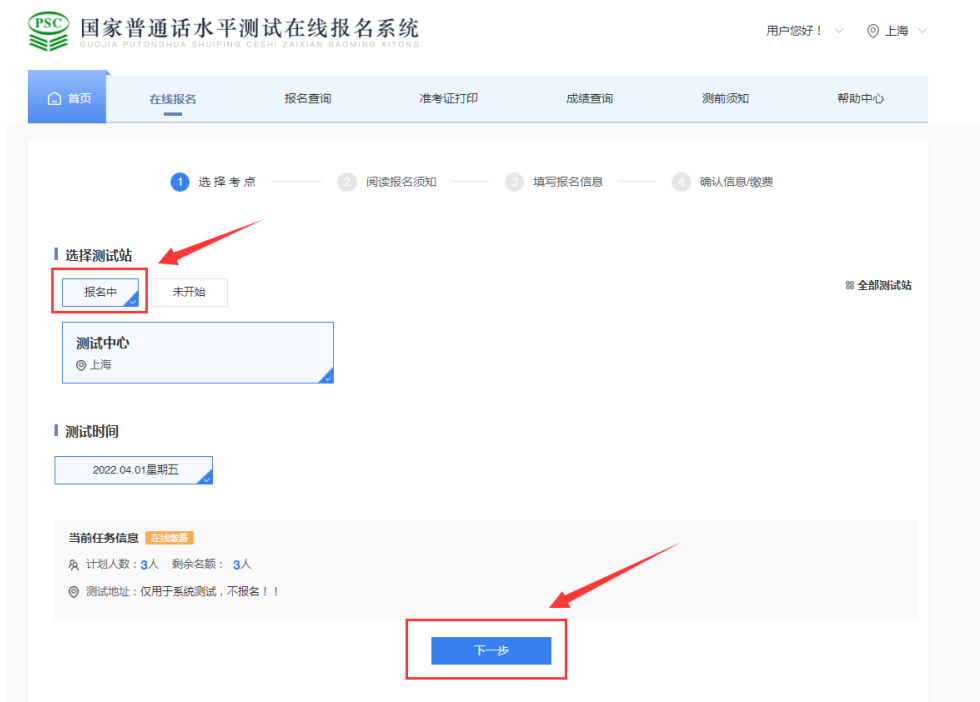 PSC
国家普通话水平测试在线报名系统
GUOJIA PUTONGHUA SHUIPING CESHI ZAIXIAN BAOMING XITONG
用户您好！ 上海
首页 在线报名 报名查询 准考证打印 成绩查询 测前须知 帮助中心
1 选择考点 2 阅读报名须知 3 填写报名信息 4 确认信息/缴费
选择测试站
报名中 未开始 全部测试站
测试中心
上海
测试时间
2022.04.01星期五
当前任务信息 在线缴费
计划人数：3人 剩余名额： 3人
测试地址：仅用于系统测试，不报名！！
下一步